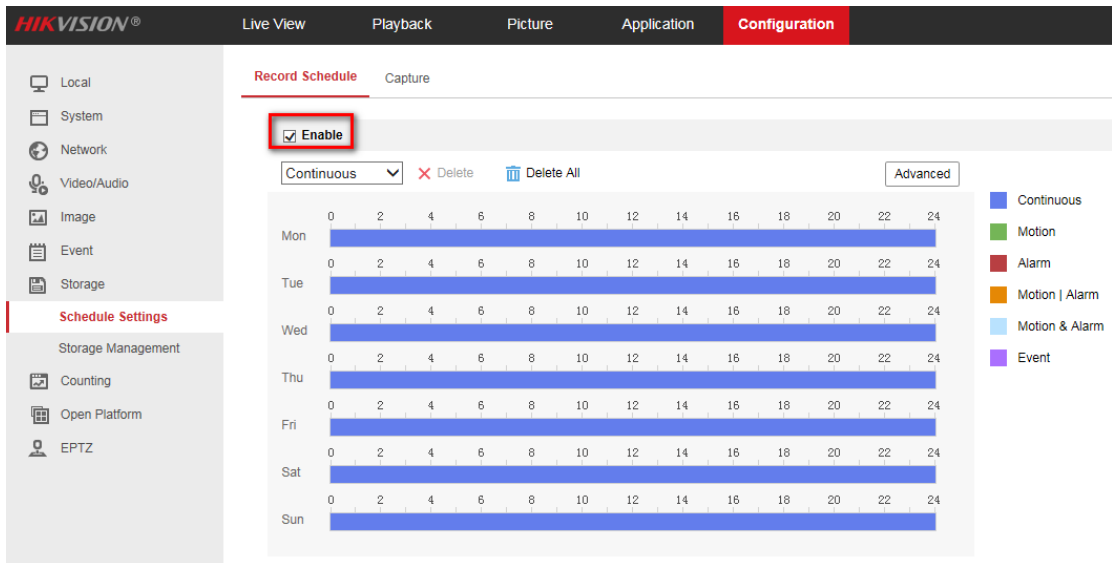 HIKVISION® Live View Playback Picture Application Configuration
Local
System
Network
Video/Audio
Image
Event
Storage
Schedule Settings
Storage Management
Counting
Open Platform
EPTZ
Record Schedule Capture
Enable
Continuous Delete Delete All Advanced
0 2 4 6 8 10 12 14 16 18 20 22 24
Mon
0 2 4 6 8 10 12 14 16 18 20 22 24
Tue
0 2 4 6 8 10 12 14 16 18 20 22 24
Wed
0 2 4 6 8 10 12 14 16 18 20 22 24
Thu
0 2 4 6 8 10 12 14 16 18 20 22 24
Fri
0 2 4 6 8 10 12 14 16 18 20 22 24
Sat
0 2 4 6 8 10 12 14 16 18 20 22 24
Sun
Continuous
Motion
Alarm
Motion | Alarm
Motion & Alarm
Event